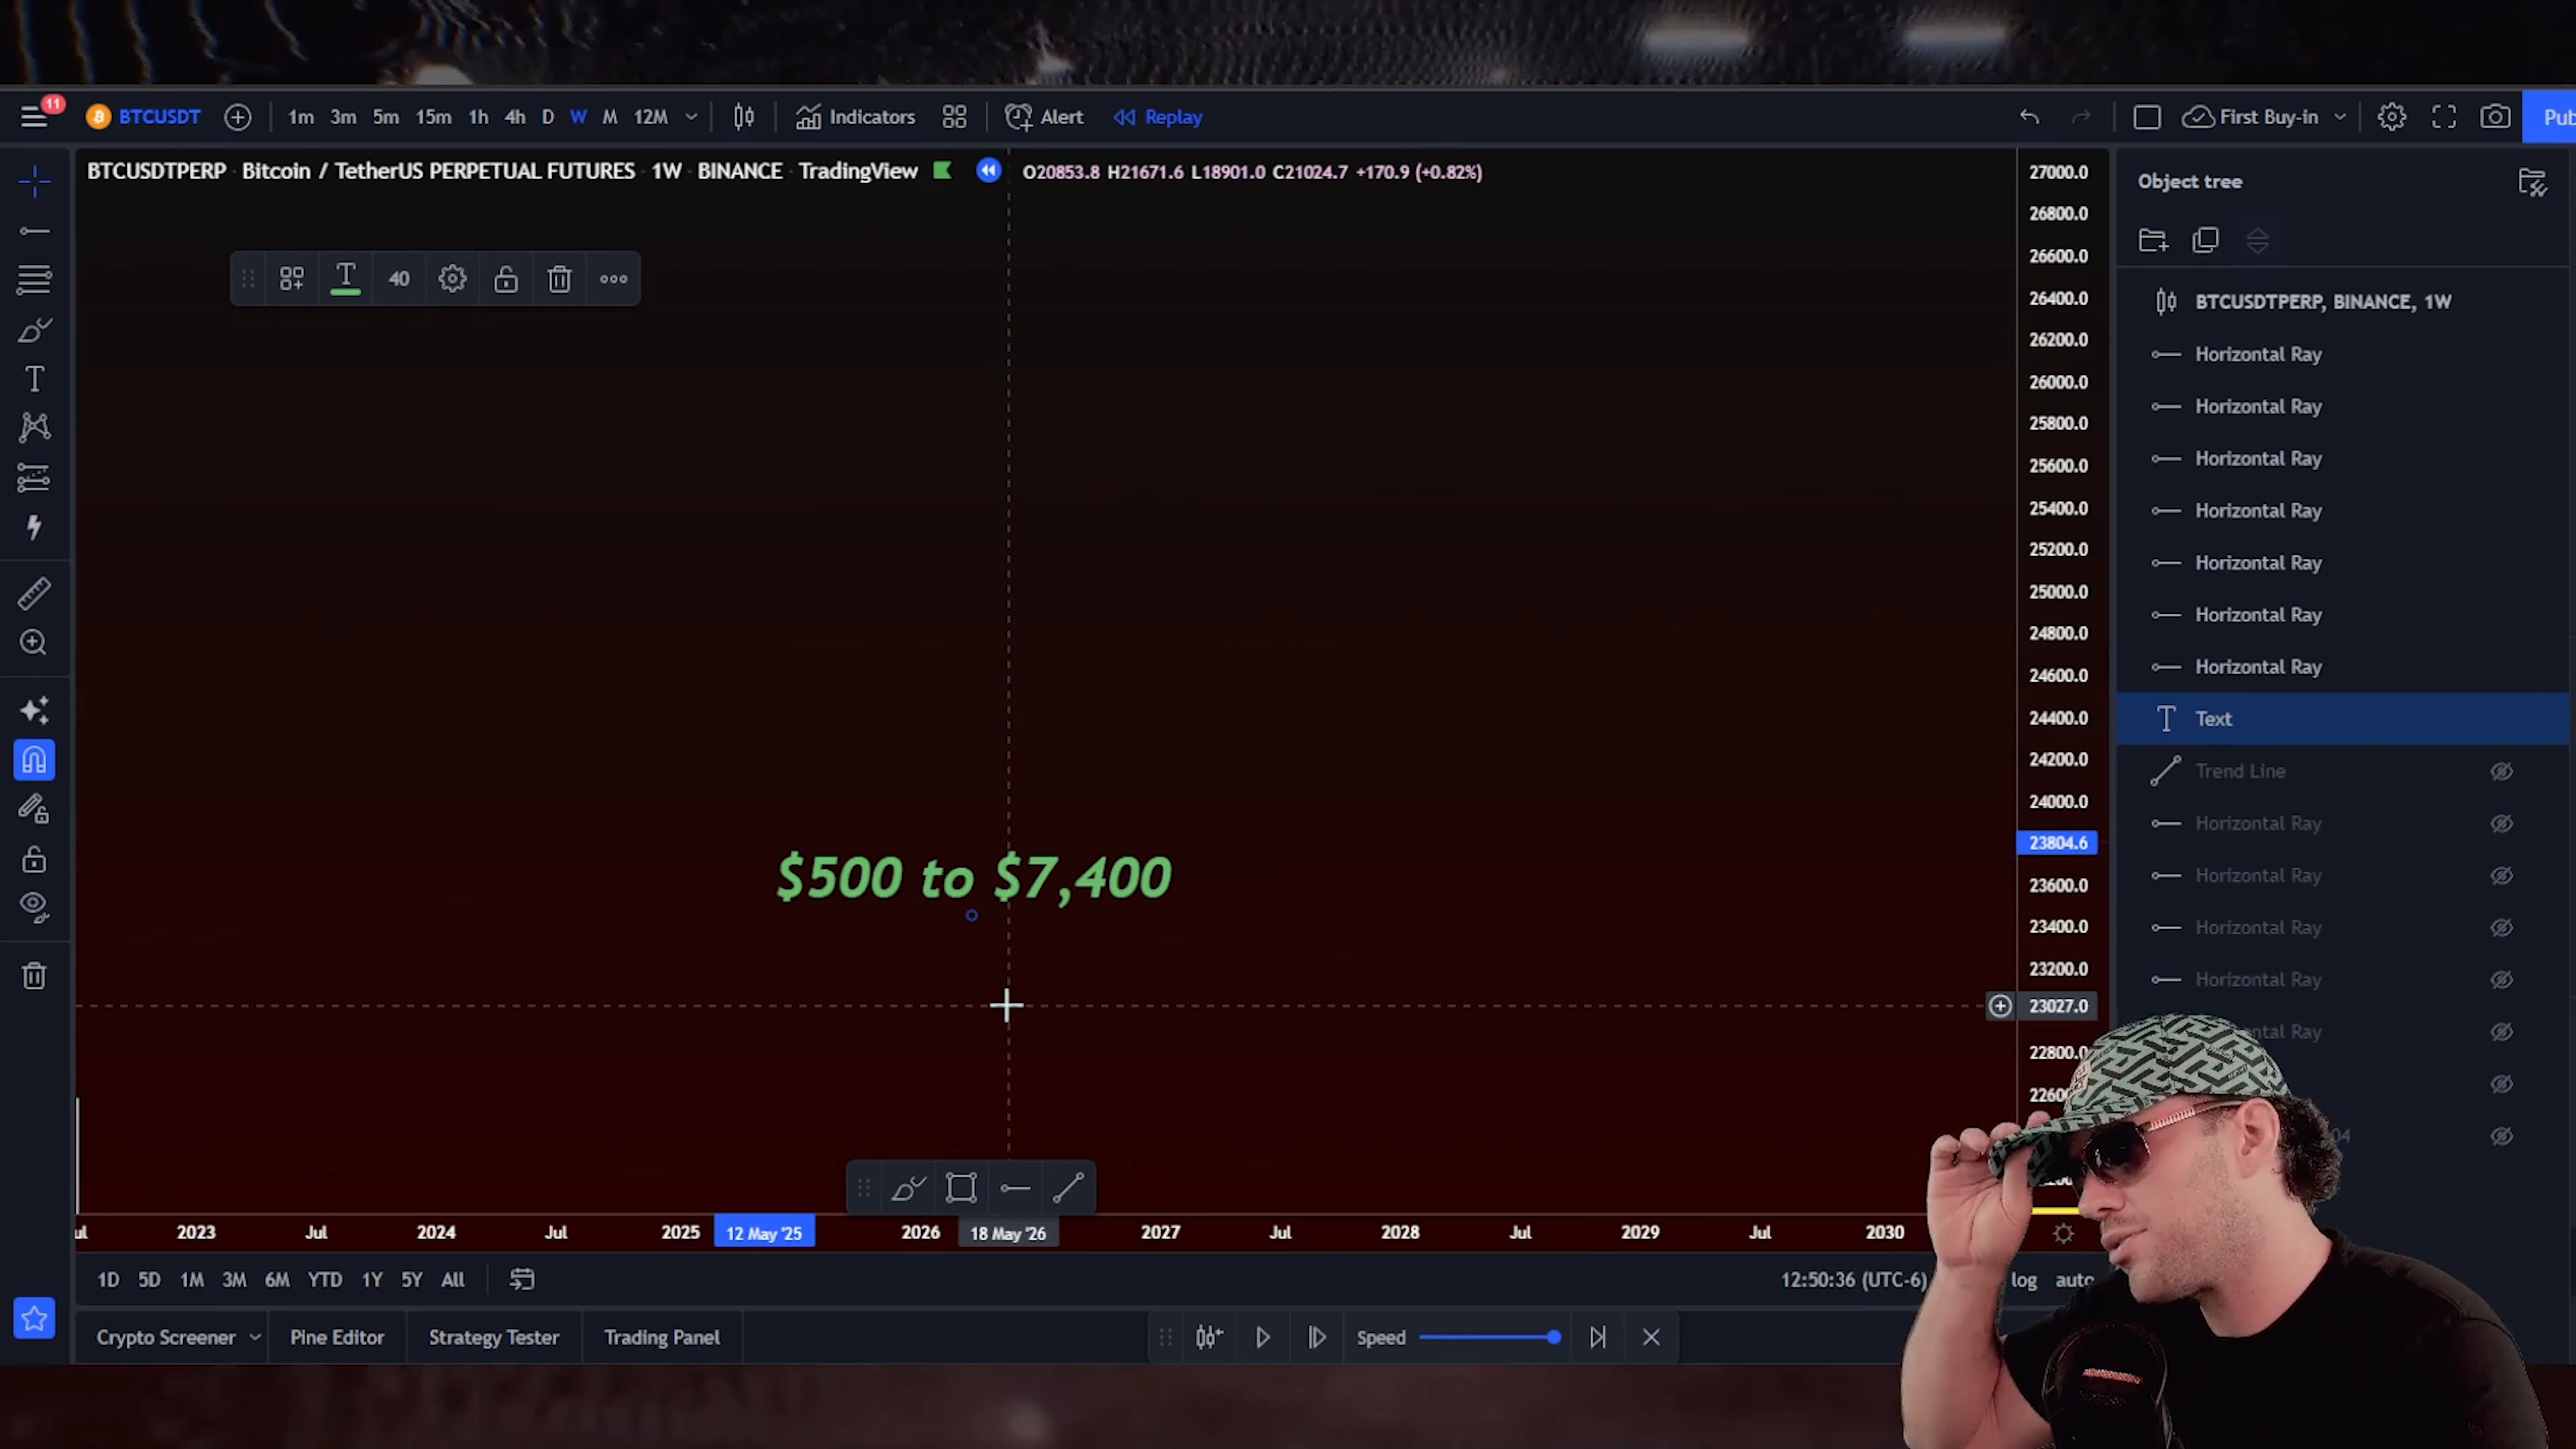 11
BTCUSDT
1m 3m 5m 15m 1h 4h D W M 12M
Indicators
Alert
Replay
First Buy-in
Pub
BTCUSDTPERP · Bitcoin / TetherUS PERPETUAL FUTURES · 1W · BINANCE · TradingView
O20853.8 H21671.6 L18901.0 C21024.7 +170.9 (+0.82%)
40
27000.0
26800.0
26600.0
26400.0
26200.0
26000.0
25800.0
25600.0
25400.0
25200.0
25000.0
24800.0
24600.0
24400.0
24200.0
24000.0
23804.6
23600.0
23400.0
23200.0
23027.0
22800.0
$500 to $7,400
Object tree
BTCUSDTPERP, BINANCE, 1W
Horizontal Ray
Horizontal Ray
Horizontal Ray
Horizontal Ray
Horizontal Ray
Horizontal Ray
Horizontal Ray
Text
Trend Line
Horizontal Ray
Horizontal Ray
Horizontal Ray
Horizontal Ray
ntal Ray
2023 Jul 2024 Jul 2025 12 May '25 2026 18 May '26 2027 Jul 2028 Jul 2029 Jul 2030
1D 5D 1M 3M 6M YTD 1Y 5Y All
12:50:36 (UTC-6)
log auto
Crypto Screener
Pine Editor
Strategy Tester
Trading Panel
Speed